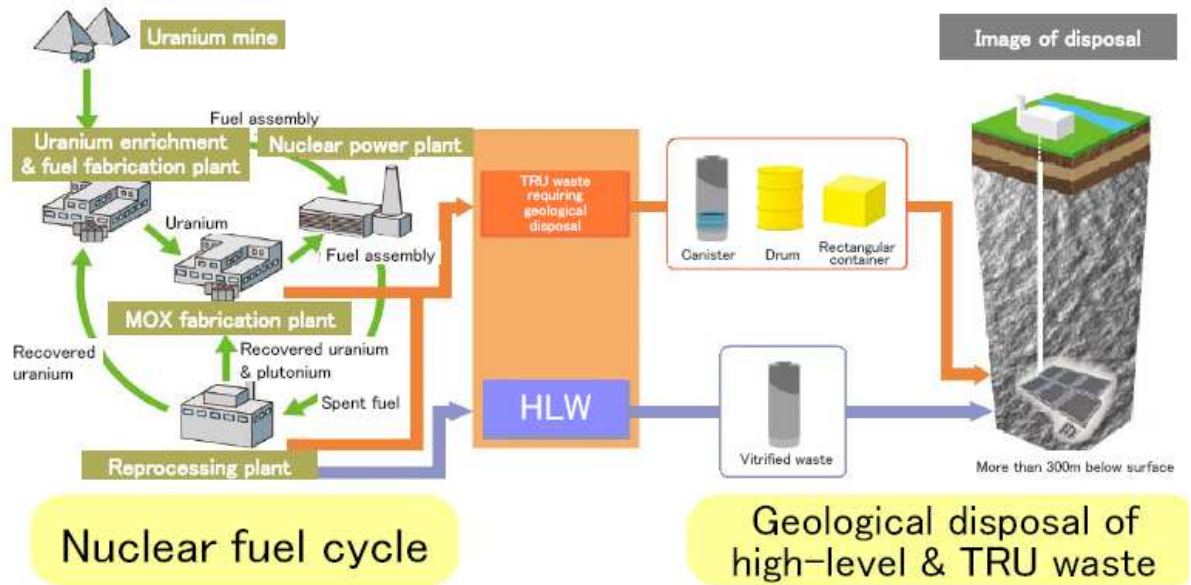 Uranium mine
Image of disposal
Fuel assembly
Uranium enrichment
& fuel fabrication plant
Nuclear power plant
TRU waste
requiring
geological
disposal
Uranium
Fuel assembly
Canister
Drum
Rectangular
container
MOX fabrication plant
Recovered
uranium
Recovered uranium
& plutonium
Spent fuel
HLW
Reprocessing plant
Vitrified waste
More than 300m below surface
Nuclear fuel cycle
Geological disposal of
high-level & TRU waste